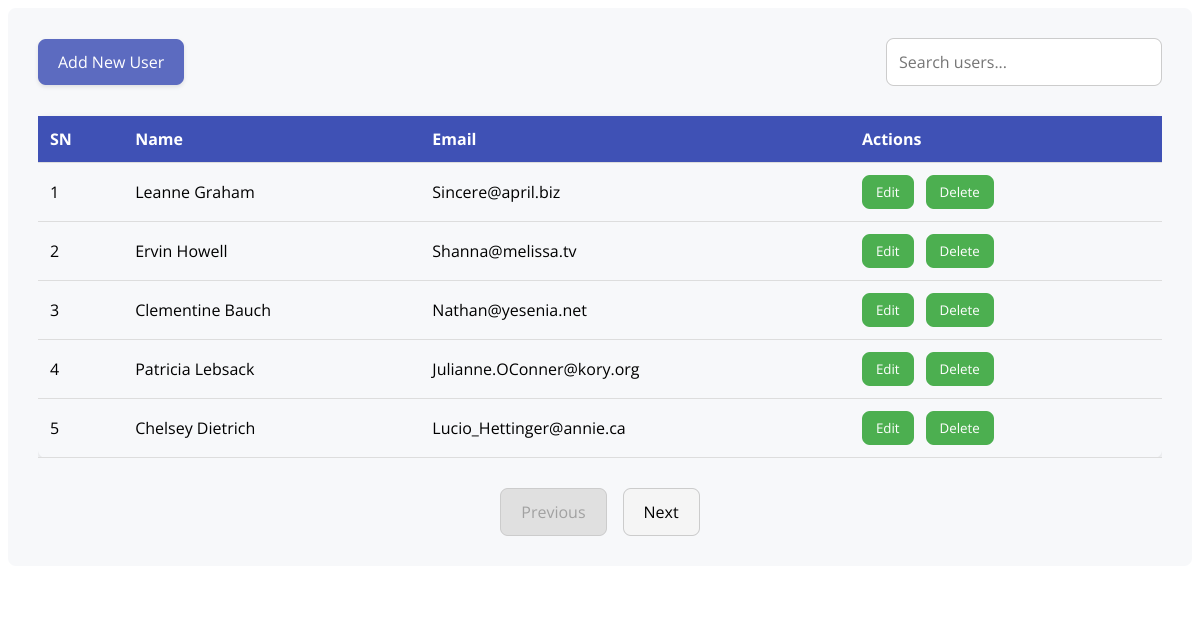 Add New User Search users...
SN Name Email Actions
1 Leanne Graham Sincere@april.biz Edit Delete
2 Ervin Howell Shanna@melissa.tv Edit Delete
3 Clementine Bauch Nathan@yesenia.net Edit Delete
4 Patricia Lebsack Julianne.OConner@kory.org Edit Delete
5 Chelsey Dietrich Lucio_Hettinger@annie.ca Edit Delete
Previous Next